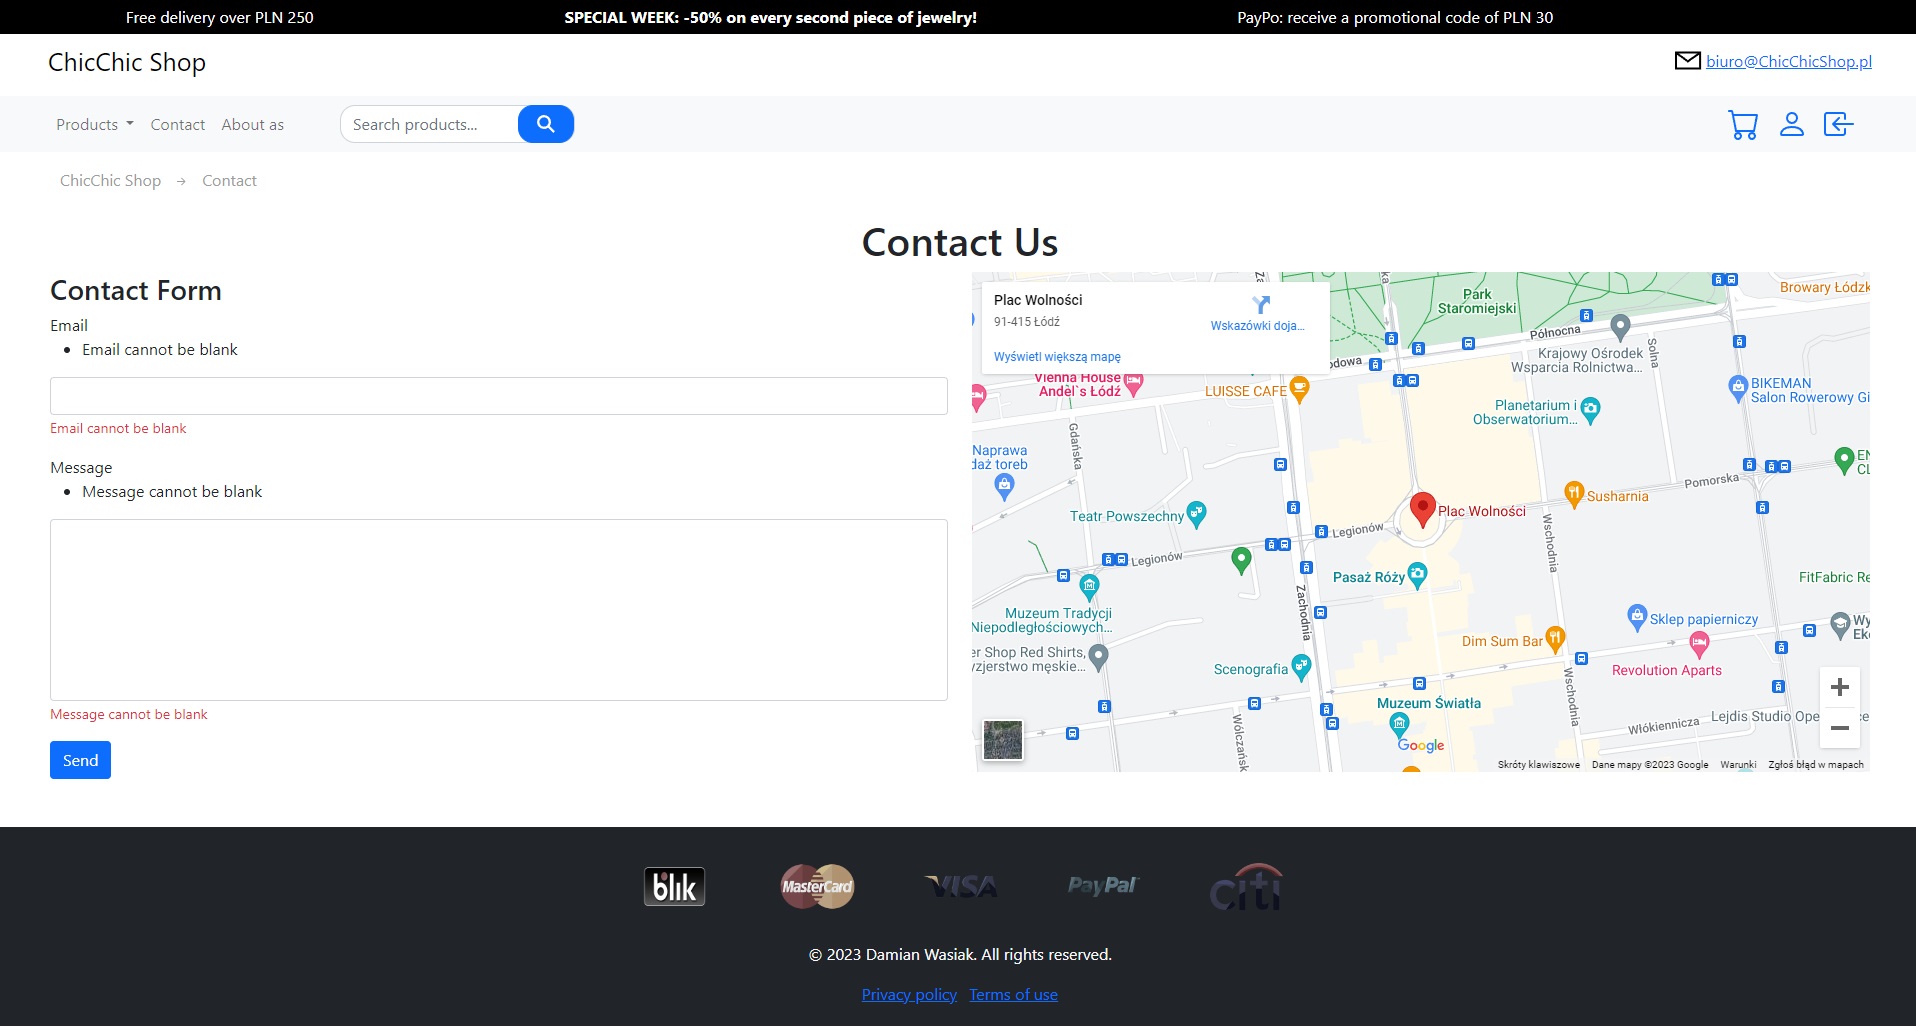 Free delivery over PLN 250
SPECIAL WEEK: -50% on every second piece of jewelry!
PayPo: receive a promotional code of PLN 30
ChicChic Shop
biuro@ChicChicShop.pl
Products
Contact
About as
Search products...
ChicChic Shop → Contact
Contact Us
Contact Form
Email
• Email cannot be blank
Email cannot be blank
Message
• Message cannot be blank
Message cannot be blank
Send
Plac Wolności
91-415 Łódź
Wskazówki doja...
Wyświetl większą mapę
Park
Staromiejski
Browary Łódzk
Północna
Solna
Krajowy Ośrodek
Wsparcia Rolnictwa...
Vienna House
Andel`s Łódź
LUISSE CAFE
BIKEMAN
Salon Rowerowy Gi
Planetarium i
Obserwatorium...
Gdańska
Naprawa
daż toreb
Pomorska
Susharnia
Teatr Powszechny
Plac Wolności
Legionów
Legionów
Wschodnia
Pasaż Róży
FitFabric Re
Zachodnia
Muzeum Tradycji
Niepodległościowych...
Sklep papierniczy
Dim Sum Bar
er Shop Red Shirts,
yzjerstwo męskie...
Scenografia
Revolution Aparts
Wschodnia
Muzeum Światła
Włókiennicza
Lejdis Studio Ope
Wólczańsk
Google
Skróty klawiszowe
Dane mapy ©2023 Google
Warunki
Zgłoś błąd w mapach
blik
MasterCard
VISA
PayPal
citi
© 2023 Damian Wasiak. All rights reserved.
Privacy policy
Terms of use